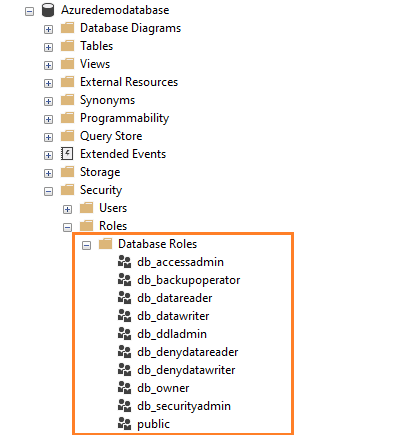 Azuredemodatabase
Database Diagrams
Tables
Views
External Resources
Synonyms
Programmability
Query Store
Extended Events
Storage
Security
Users
Roles
Database Roles
db_accessadmin
db_backupoperator
db_datareader
db_datawriter
db_ddladmin
db_denydatareader
db_denydatawriter
db_owner
db_securityadmin
public